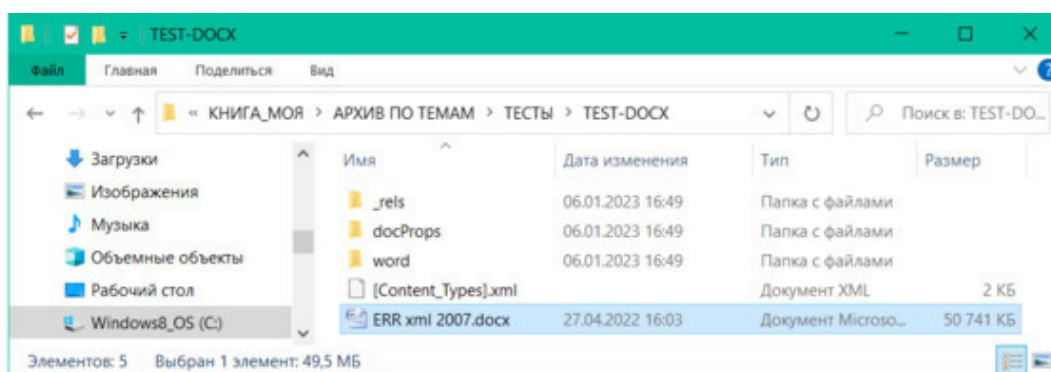 TEST-DOCX
Файл Главная Поделиться Вид
« КНИГА_МОЯ > АРХИВ ПО ТЕМАМ > ТЕСТЫ > TEST-DOCX Поиск в: TEST-DO...
Загрузки Имя Дата изменения Тип Размер
Изображения _rels 06.01.2023 16:49 Папка с файлами
Музыка docProps 06.01.2023 16:49 Папка с файлами
Объемные объекты word 06.01.2023 16:49 Папка с файлами
Рабочий стол [Content_Types].xml Документ XML 2 КБ
Windows8_OS (C:) ERR xml 2007.docx 27.04.2022 16:03 Документ Microso... 50 741 КБ
Элементов: 5 Выбран 1 элемент: 49,5 МБ